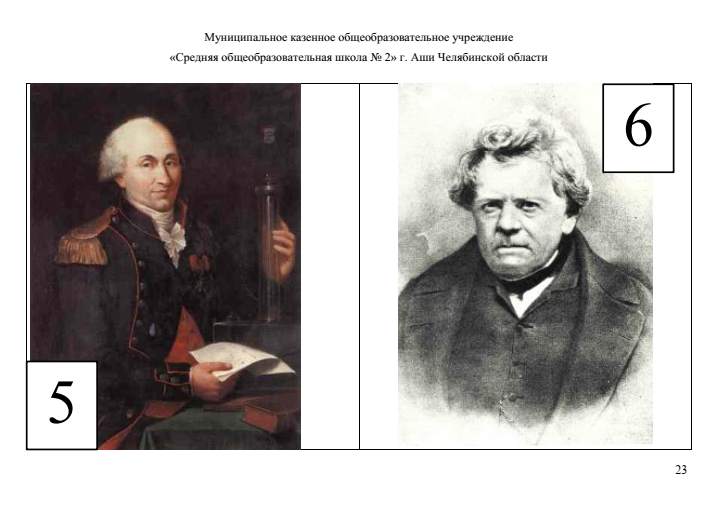 Муниципальное казенное общеобразовательное учреждение
«Средняя общеобразовательная школа № 2» г. Аши Челябинской области
6
5
23